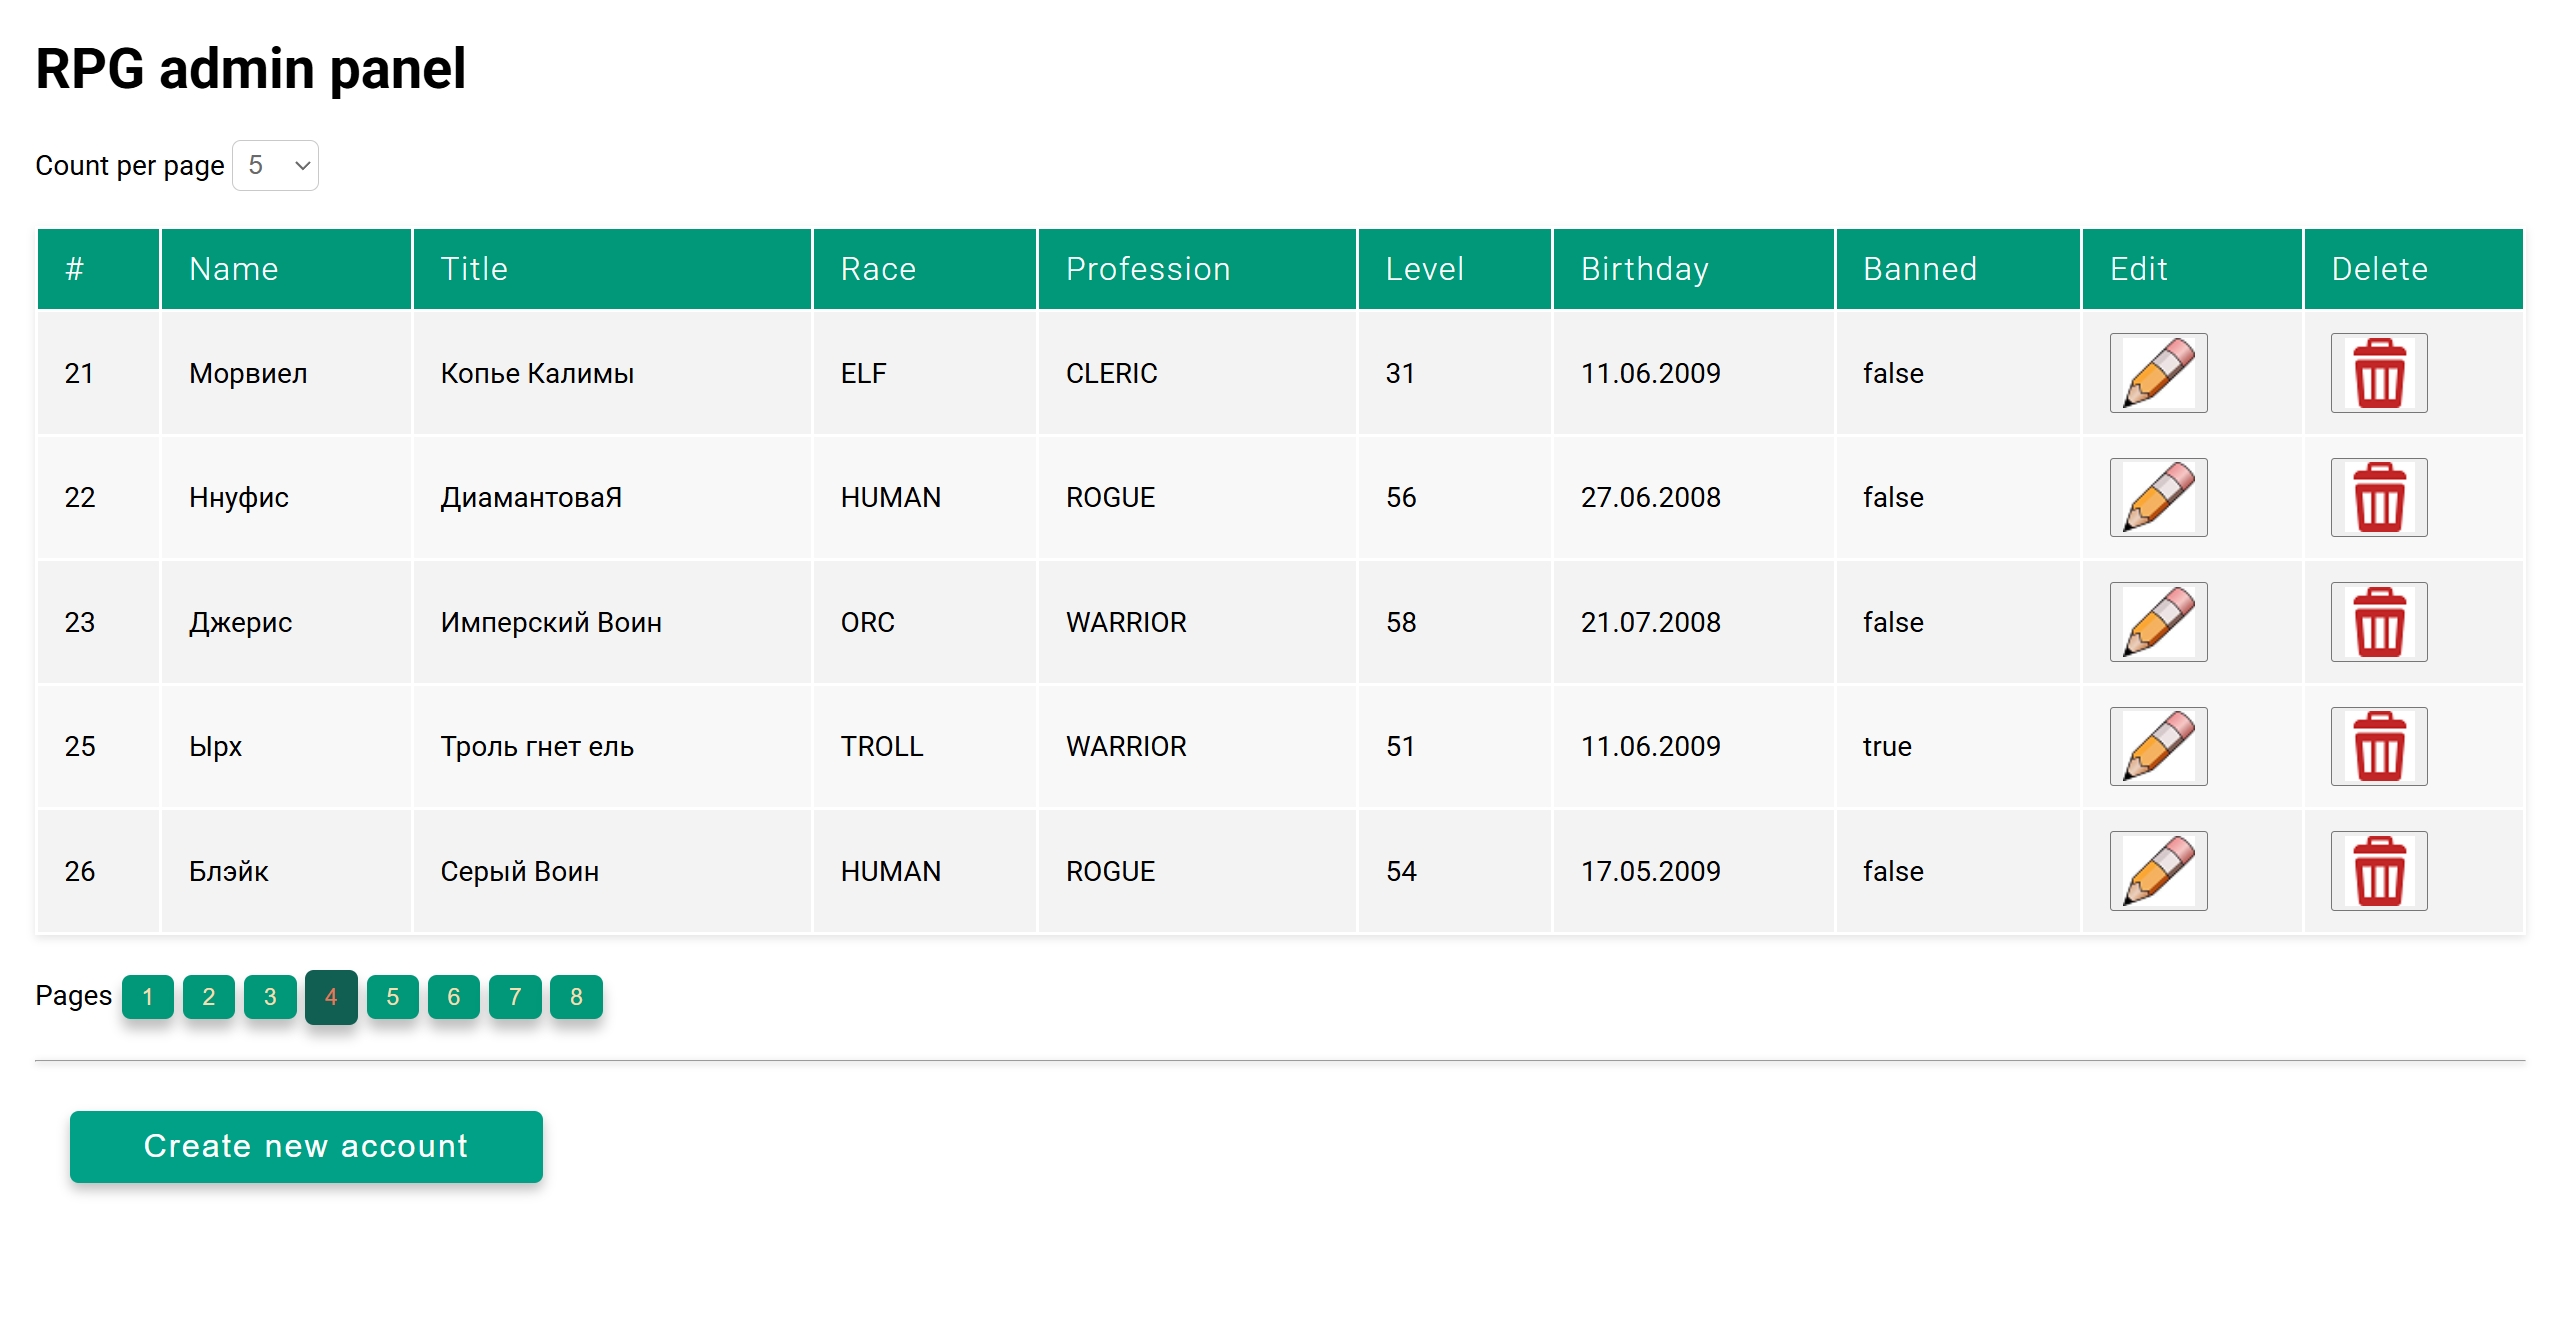 RPG admin panel
Count per page 5
# Name Title Race Profession Level Birthday Banned Edit Delete
21 Морвиел Копье Калимы ELF CLERIC 31 11.06.2009 false
22 Ннуфис ДиамантоваЯ HUMAN ROGUE 56 27.06.2008 false
23 Джерис Имперский Воин ORC WARRIOR 58 21.07.2008 false
25 Ырх Троль гнет ель TROLL WARRIOR 51 11.06.2009 true
26 Блэйк Серый Воин HUMAN ROGUE 54 17.05.2009 false
Pages 1 2 3 4 5 6 7 8
Create new account